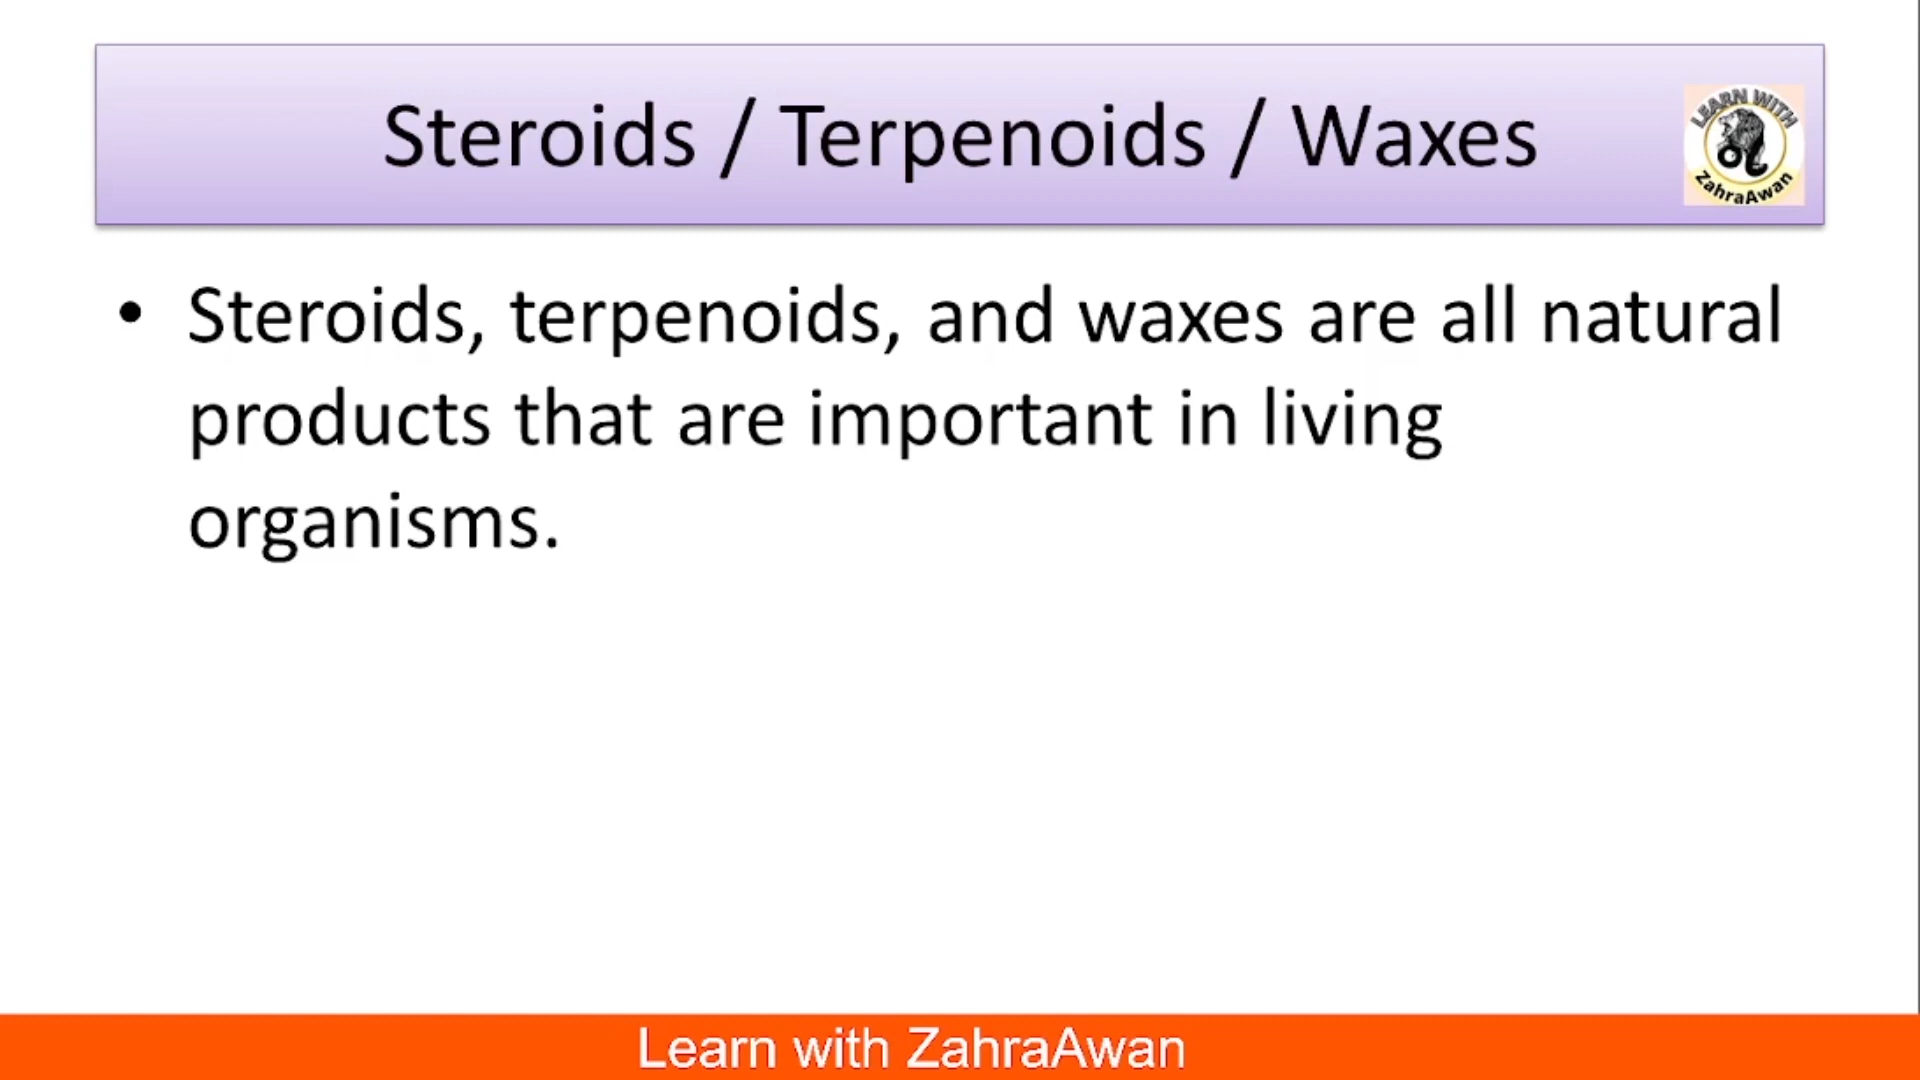 Steroids / Terpenoids / Waxes
LEARN WITH
ZahraAwan
• Steroids, terpenoids, and waxes are all natural
products that are important in living
organisms.
Learn with ZahraAwan